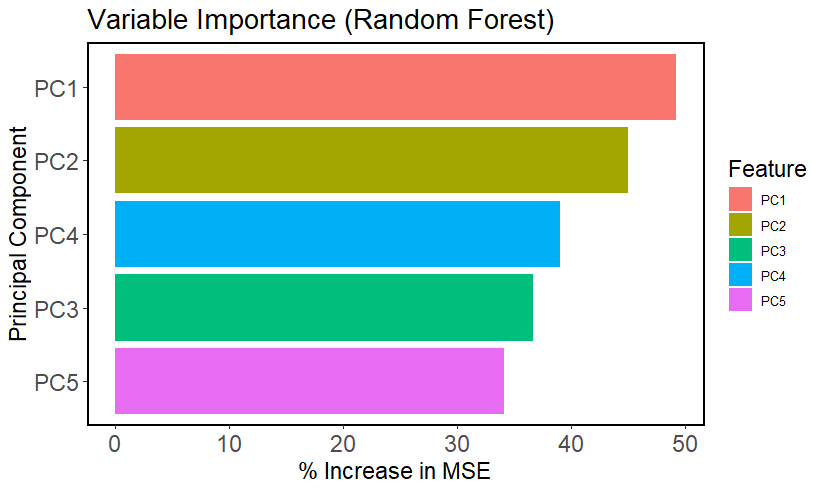 Variable Importance (Random Forest)
Principal Component
PC1
PC2
PC4
PC3
PC5
0 10 20 30 40 50
% Increase in MSE
Feature
PC1
PC2
PC3
PC4
PC5